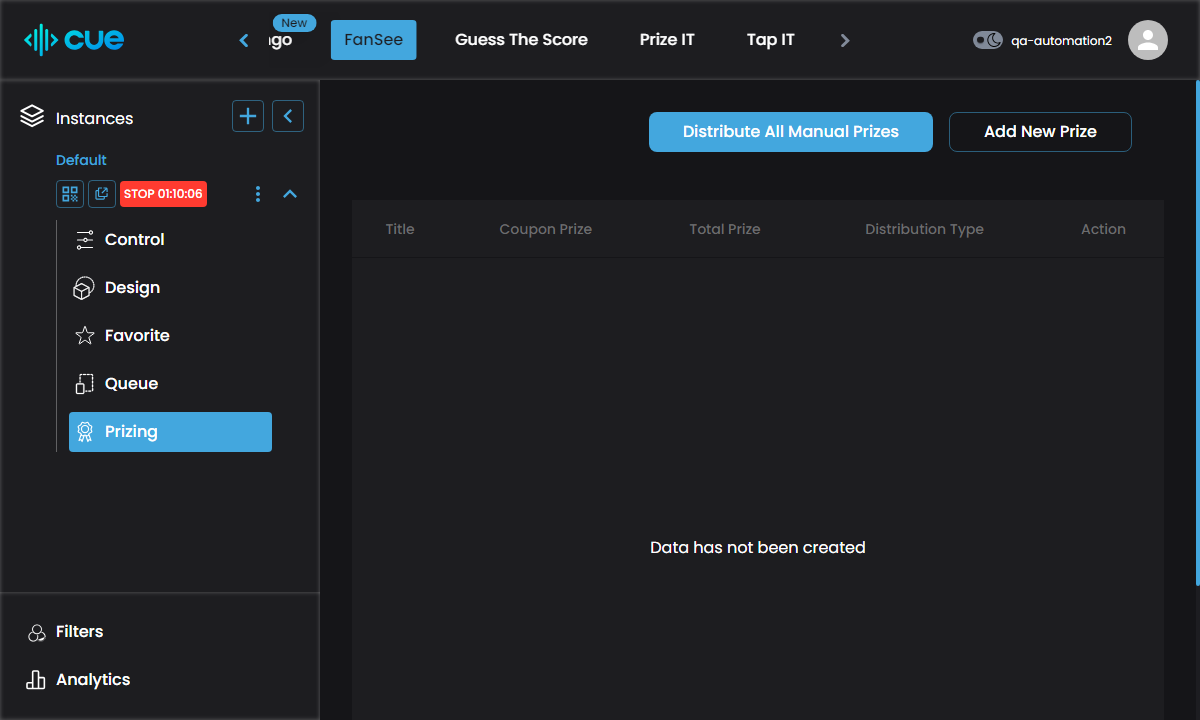 cue
New
FanSee
Guess The Score
Prize IT
Tap IT
qa-automation2
Instances
Default
STOP 01:10:06
Control
Design
Favorite
Queue
Prizing
Filters
Analytics
Distribute All Manual Prizes
Add New Prize
Title
Coupon Prize
Total Prize
Distribution Type
Action
Data has not been created